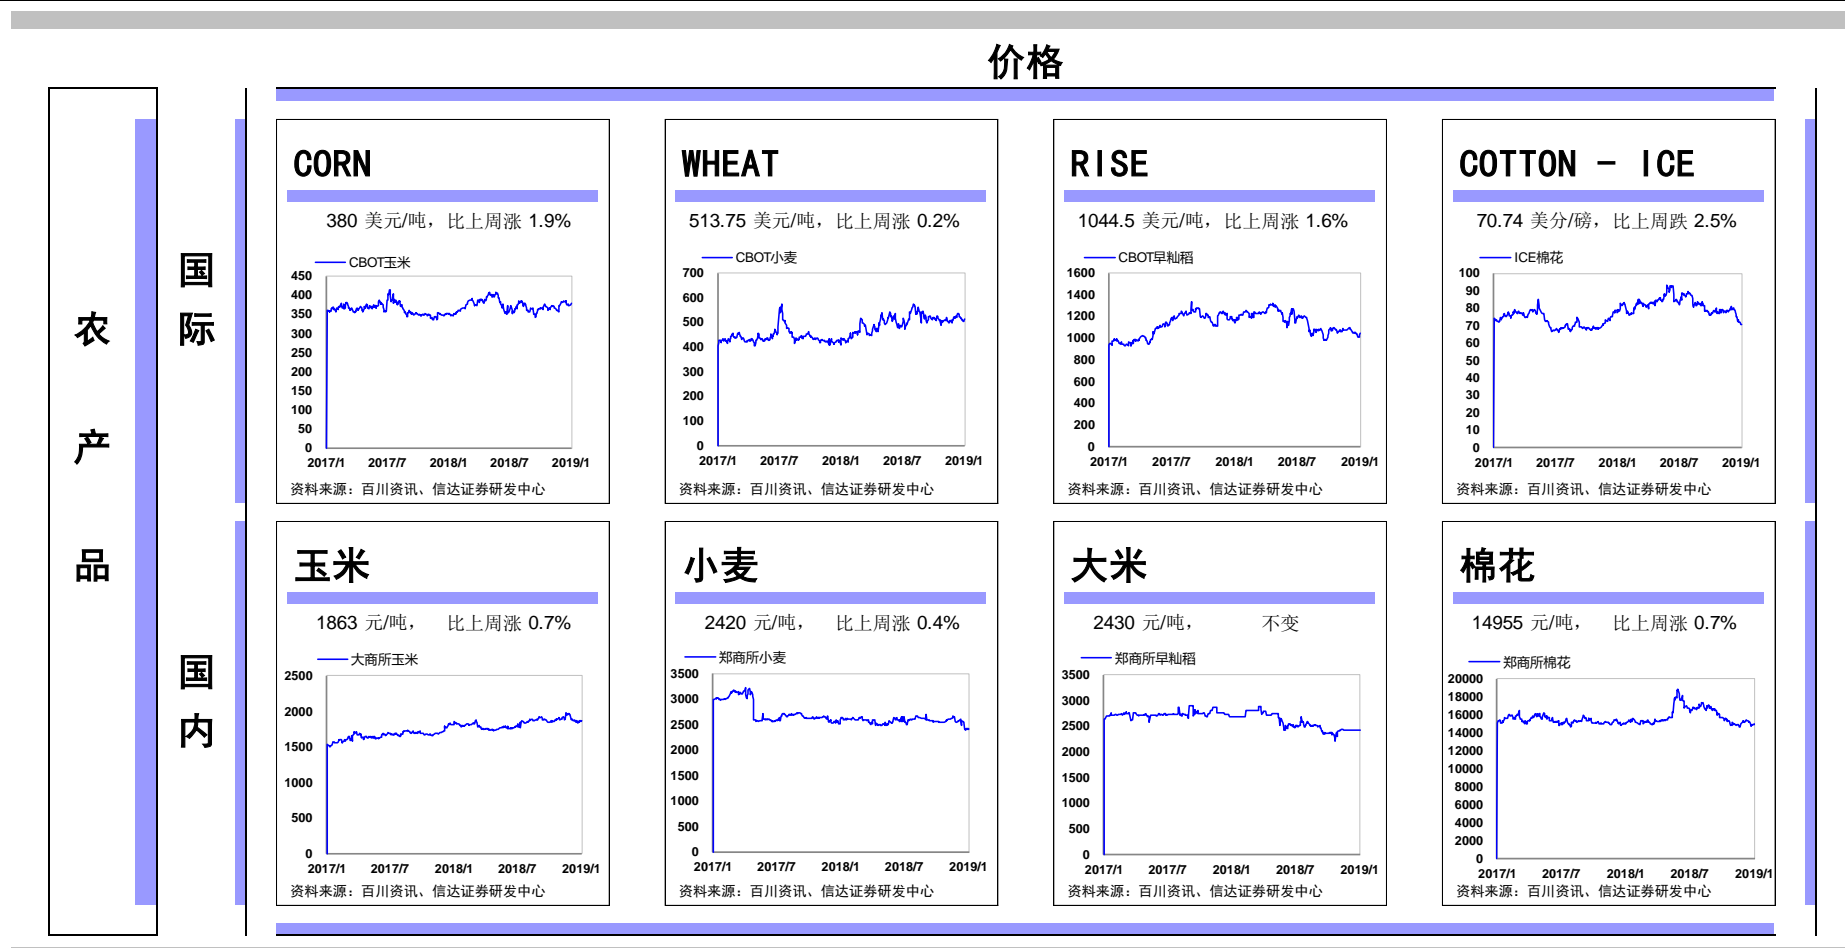 价格
农
产
品
国
际
CORN
380 美元/吨，比上周涨 1.9%
CBOT玉米
450
400
350
300
250
200
150
100
50
0
2017/1 2017/7 2018/1 2018/7 2019/1
资料来源：百川资讯、信达证券研发中心
WHEAT
513.75 美元/吨，比上周涨 0.2%
CBOT小麦
700
600
500
400
300
200
100
0
2017/1 2017/7 2018/1 2018/7 2019/1
资料来源：百川资讯、信达证券研发中心
RISE
1044.5 美元/吨，比上周涨 1.6%
CBOT早籼稻
1600
1400
1200
1000
800
600
400
200
0
2017/1 2017/7 2018/1 2018/7 2019/1
资料来源：百川资讯、信达证券研发中心
COTTON - ICE
70.74 美分/磅，比上周跌 2.5%
ICE棉花
100
90
80
70
60
50
40
30
20
10
0
2017/1 2017/7 2018/1 2018/7 2019/1
资料来源：百川资讯、信达证券研发中心
国
内
玉米
1863 元/吨， 比上周涨 0.7%
大商所玉米
2500
2000
1500
1000
500
0
2017/1 2017/7 2018/1 2018/7 2019/1
资料来源：百川资讯、信达证券研发中心
小麦
2420 元/吨， 比上周涨 0.4%
郑商所小麦
3500
3000
2500
2000
1500
1000
500
0
2017/1 2017/7 2018/1 2018/7 2019/1
资料来源：百川资讯、信达证券研发中心
大米
2430 元/吨， 不变
郑商所早籼稻
3500
3000
2500
2000
1500
1000
500
0
2017/1 2017/7 2018/1 2018/7 2019/1
资料来源：百川资讯、信达证券研发中心
棉花
14955 元/吨， 比上周涨 0.7%
郑商所棉花
20000
18000
16000
14000
12000
10000
8000
6000
4000
2000
0
2017/1 2017/7 2018/1 2018/7 2019/1
资料来源：百川资讯、信达证券研发中心